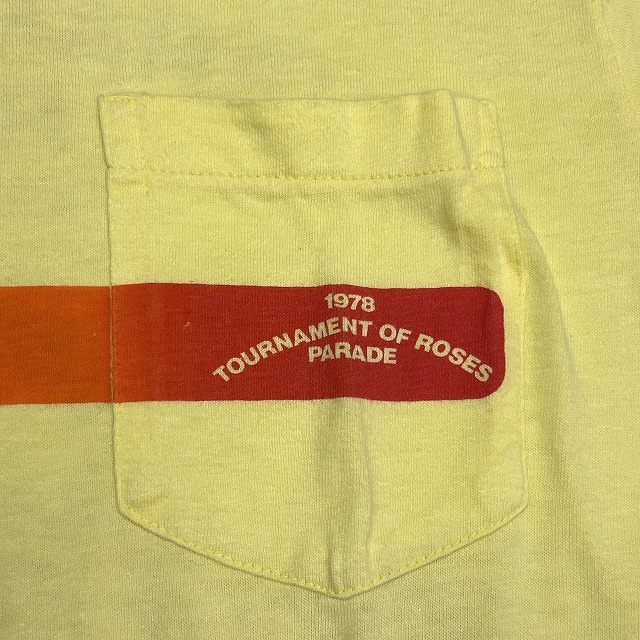 1978
TOURNAMENT OF ROSES
PARADE